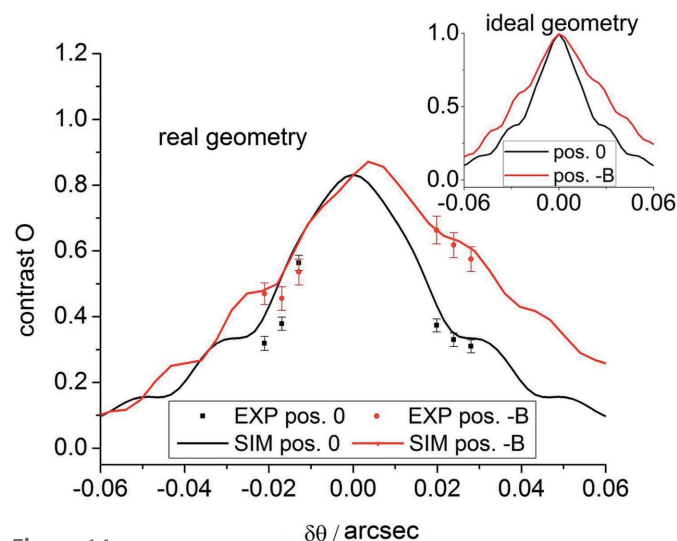 ideal geometry
1.0
0.5
0.0
-0.06 0.00 0.06
pos. 0
pos. -B
real geometry
contrast O
1.2
1.0
0.8
0.6
0.4
0.2
0.0
EXP pos. 0 EXP pos. -B
SIM pos. 0 SIM pos. -B
-0.06 -0.04 -0.02 0.00 0.02 0.04 0.06
δθ / arcsec